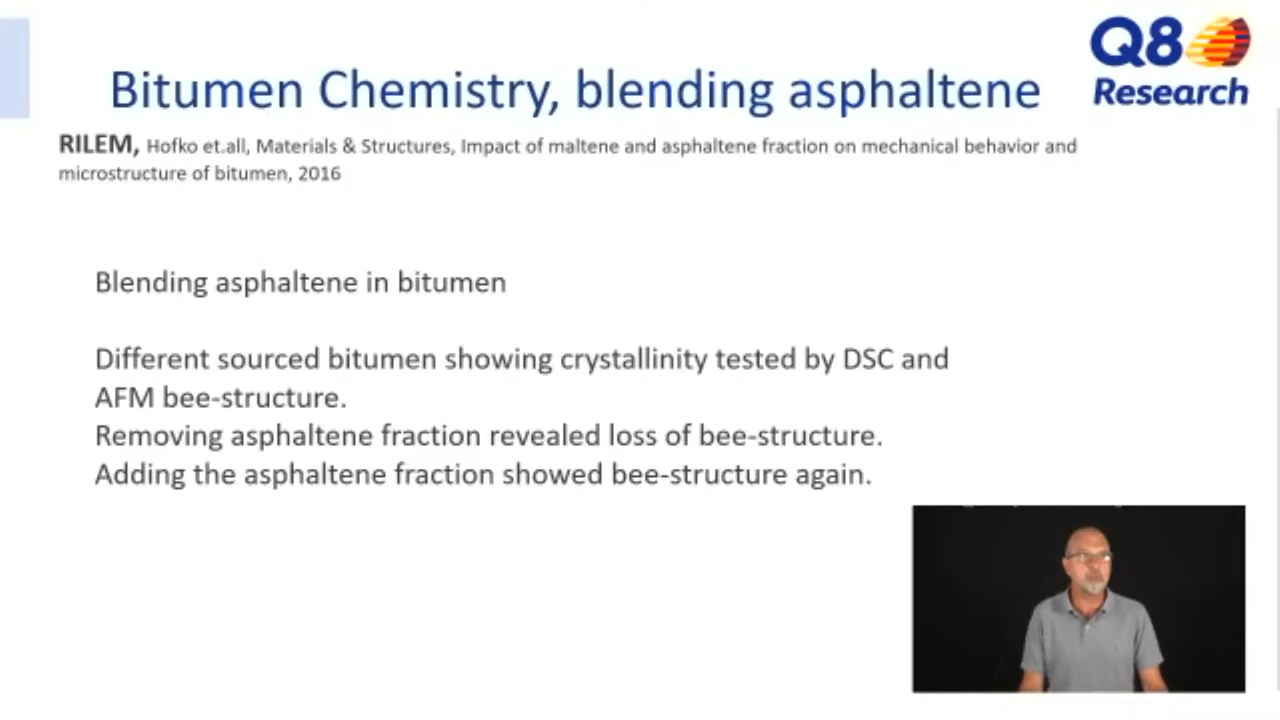 Q8
Research
Bitumen Chemistry, blending asphaltene
RILEM, Hofko et.all, Materials & Structures, Impact of maltene and asphaltene fraction on mechanical behavior and
microstructure of bitumen, 2016
Blending asphaltene in bitumen
Different sourced bitumen showing crystallinity tested by DSC and
AFM bee-structure.
Removing asphaltene fraction revealed loss of bee-structure.
Adding the asphaltene fraction showed bee-structure again.